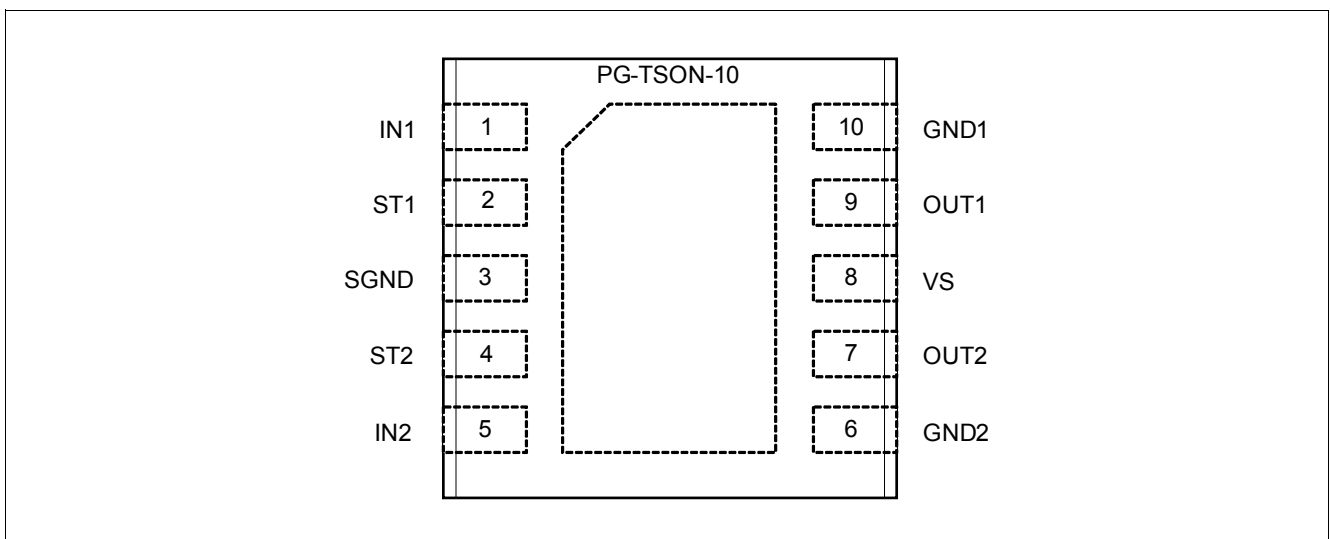 PG-TSON-10
IN1 1 10 GND1
ST1 2 9 OUT1
SGND 3 8 VS
ST2 4 7 OUT2
IN2 5 6 GND2